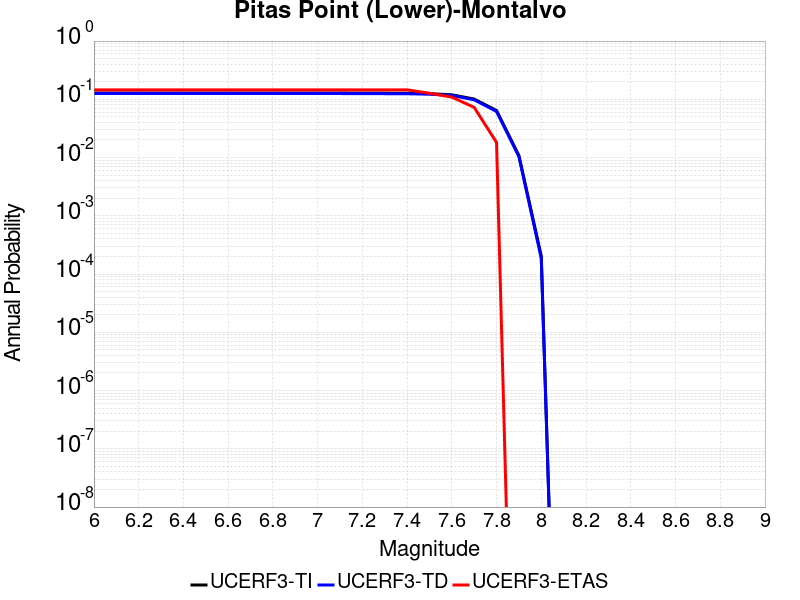 Pitas Point (Lower)-Montalvo
Annual Probability
10^0
10^-1
10^-2
10^-3
10^-4
10^-5
10^-6
10^-7
10^-8
6 6.2 6.4 6.6 6.8 7 7.2 7.4 7.6 7.8 8 8.2 8.4 8.6 8.8 9
Magnitude
UCERF3-TI UCERF3-TD UCERF3-ETAS